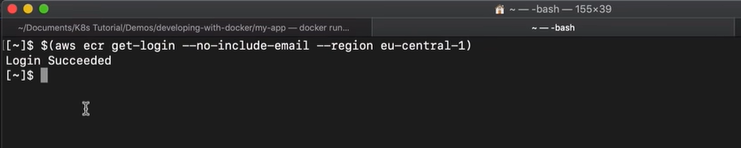 ~ — -bash — 155×39
~/Documents/K8s Tutorial/Demos/developing-with-docker/my-app — docker run...
~ — -bash
[~]$ $(aws ecr get-login --no-include-email --region eu-central-1)
Login Succeeded
[~]$